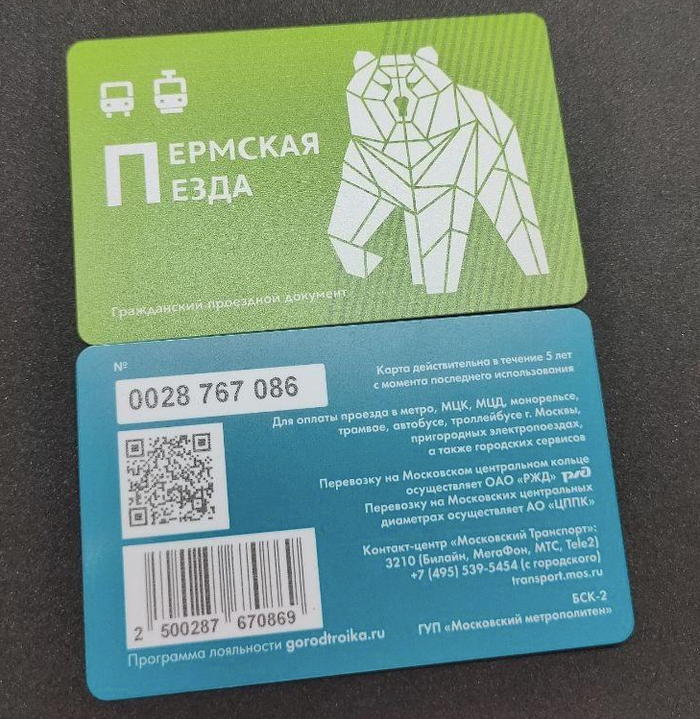 ПЕРМСКАЯ
ПЕЗДА
Гражданский проездной документ
№
0028 767 086
Карта действительна в течение 5 лет
с момента последнего использования
Для оплаты проезда в метро, МЦК, МЦД, монорельсе,
трамвае, автобусе, троллейбусе г. Москвы,
пригородных электропоездах,
а также городских сервисов
Перевозку на Московском центральном кольце
осуществляет ОАО «РЖД» РЖД
Перевозку на Московских центральных
диаметрах осуществляет АО «ЦППК»
Контакт-центр «Московский Транспорт»:
3210 (Билайн, МегаФон, МТС, Tele2)
+7 (495) 539-5454 (с городского)
transport.mos.ru
2 500287 670869
БСК-2
Программа лояльности gorodtroika.ru
ГУП «Московский метрополитен»